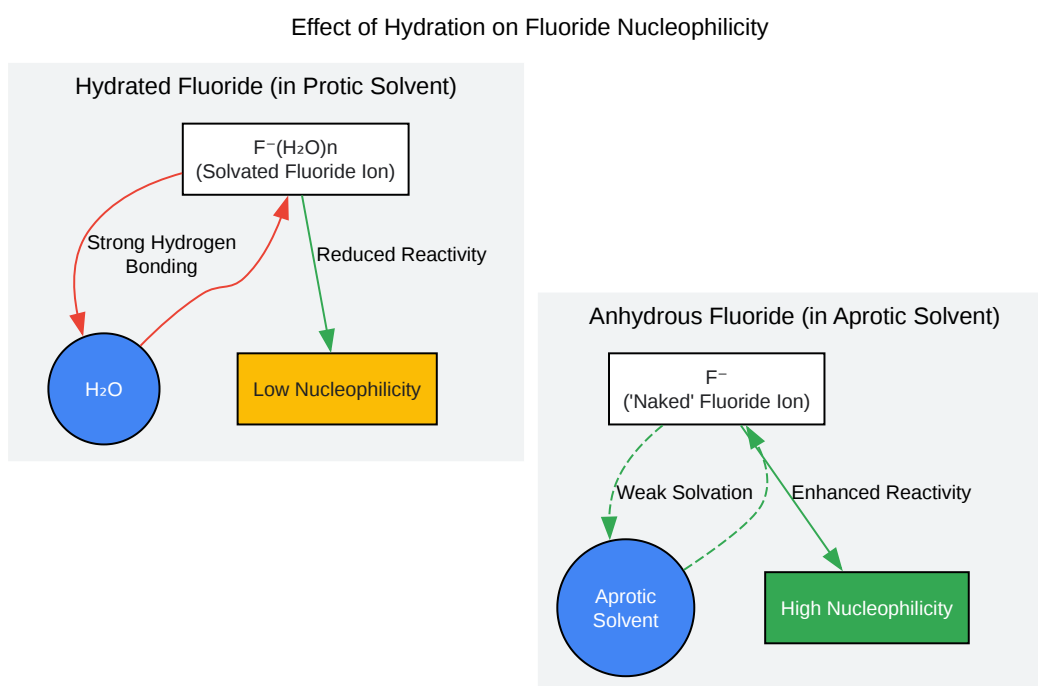 Effect of Hydration on Fluoride Nucleophilicity
Hydrated Fluoride (in Protic Solvent)
F⁻(H₂O)n
(Solvated Fluoride Ion)
Strong Hydrogen
Bonding
Reduced Reactivity
H₂O
Low Nucleophilicity
Anhydrous Fluoride (in Aprotic Solvent)
F⁻
('Naked' Fluoride Ion)
Weak Solvation
Enhanced Reactivity
Aprotic
Solvent
High Nucleophilicity